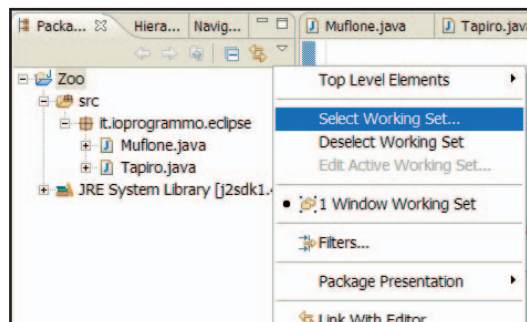 Packa... Hiera... Navig... Muflone.java Tapiro.jav
Zoo
src
it.ioprogrammo.eclipse
Muflone.java
Tapiro.java
JRE System Library [j2sdk1.4
Top Level Elements
Select Working Set...
Deselect Working Set
Edit Active Working Set...
1 Window Working Set
Filters...
Package Presentation
Link With Editor